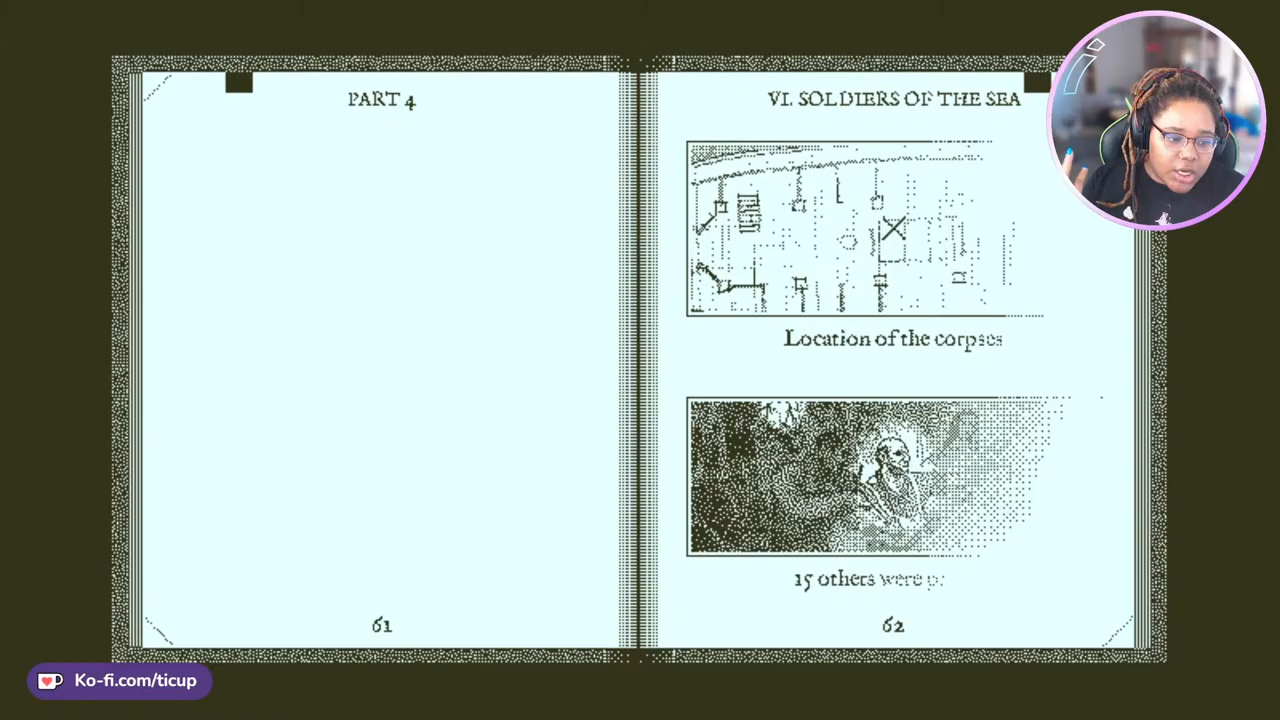 PART 4
61
VI. SOLDIERS OF THE SEA
Location of the corpses
15 others were
62
Ko-fi.com/ticup